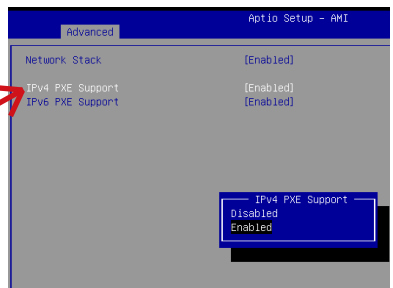 Aptio Setup - AMI
Advanced
Network Stack [Enabled]
IPv4 PXE Support [Enabled]
IPv6 PXE Support [Enabled]
IPv4 PXE Support
Disabled
Enabled